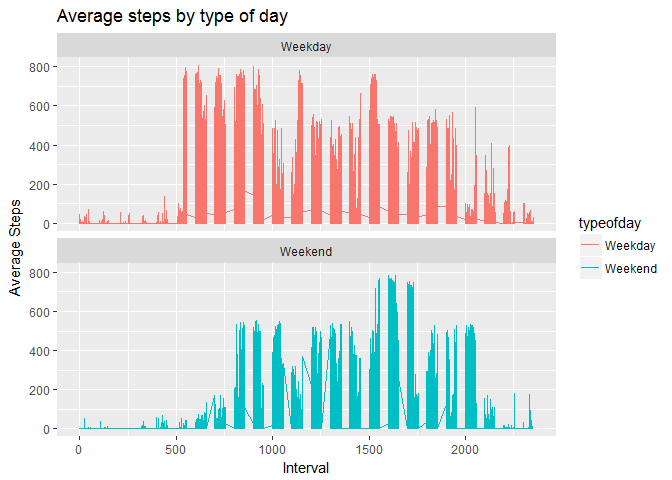 Average steps by type of day
Weekday
800
600
400
200
0
Weekend
800
600
400
200
0
0
500
1000
1500
2000
Interval
Average Steps
typeofday
Weekday
Weekend